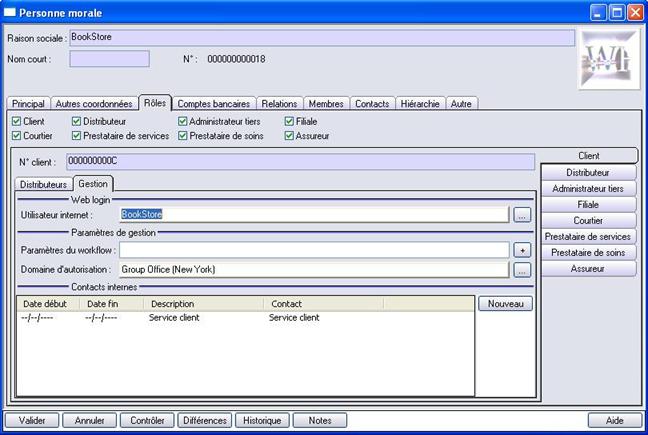 Personne morale
Raison sociale : BookStore
Nom court : N° : 000000000018
Principal Autres coordonnées Rôles Comptes bancaires Relations Membres Contacts Hiérarchie Autre
Client Distributeur Administrateur tiers Filiale
Courtier Prestataire de services Prestataire de soins Assureur
N° client : 000000000C
Client
Distributeur
Administrateur tiers
Filiale
Courtier
Prestataire de services
Prestataire de soins
Assureur
Distributeurs Gestion
Web login
Utilisateur internet : BookStore ...
Paramètres de gestion
Paramètres du workflow : +
Domaine d'autorisation : Group Office (New York) ...
Contacts internes
Date début Date fin Description Contact Nouveau
--/--/---- --/--/---- Service client Service client
Valider Annuler Contrôler Différences Historique Notes Aide